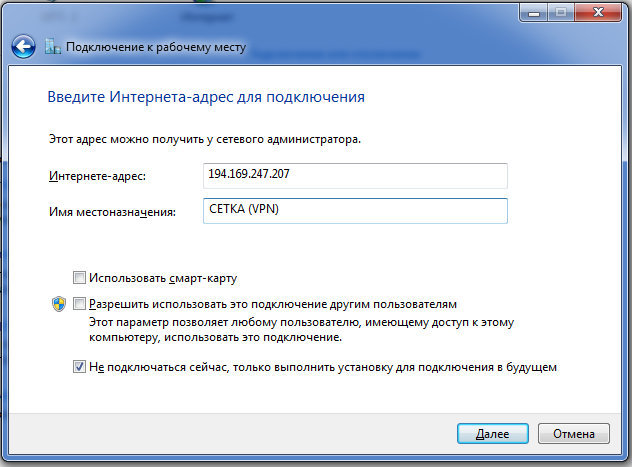 Подключение к рабочему месту
Введите Интернета-адрес для подключения
Этот адрес можно получить у сетевого администратора.
Интернете-адрес:
194.169.247.207
Имя местоназначения:
СЕТКА (VPN)
Использовать смарт-карту
Разрешить использовать это подключение другим пользователям
Этот параметр позволяет любому пользователю, имеющему доступ к этому
компьютеру, использовать это подключение.
Не подключаться сейчас, только выполнить установку для подключения в будущем
Далее
Отмена